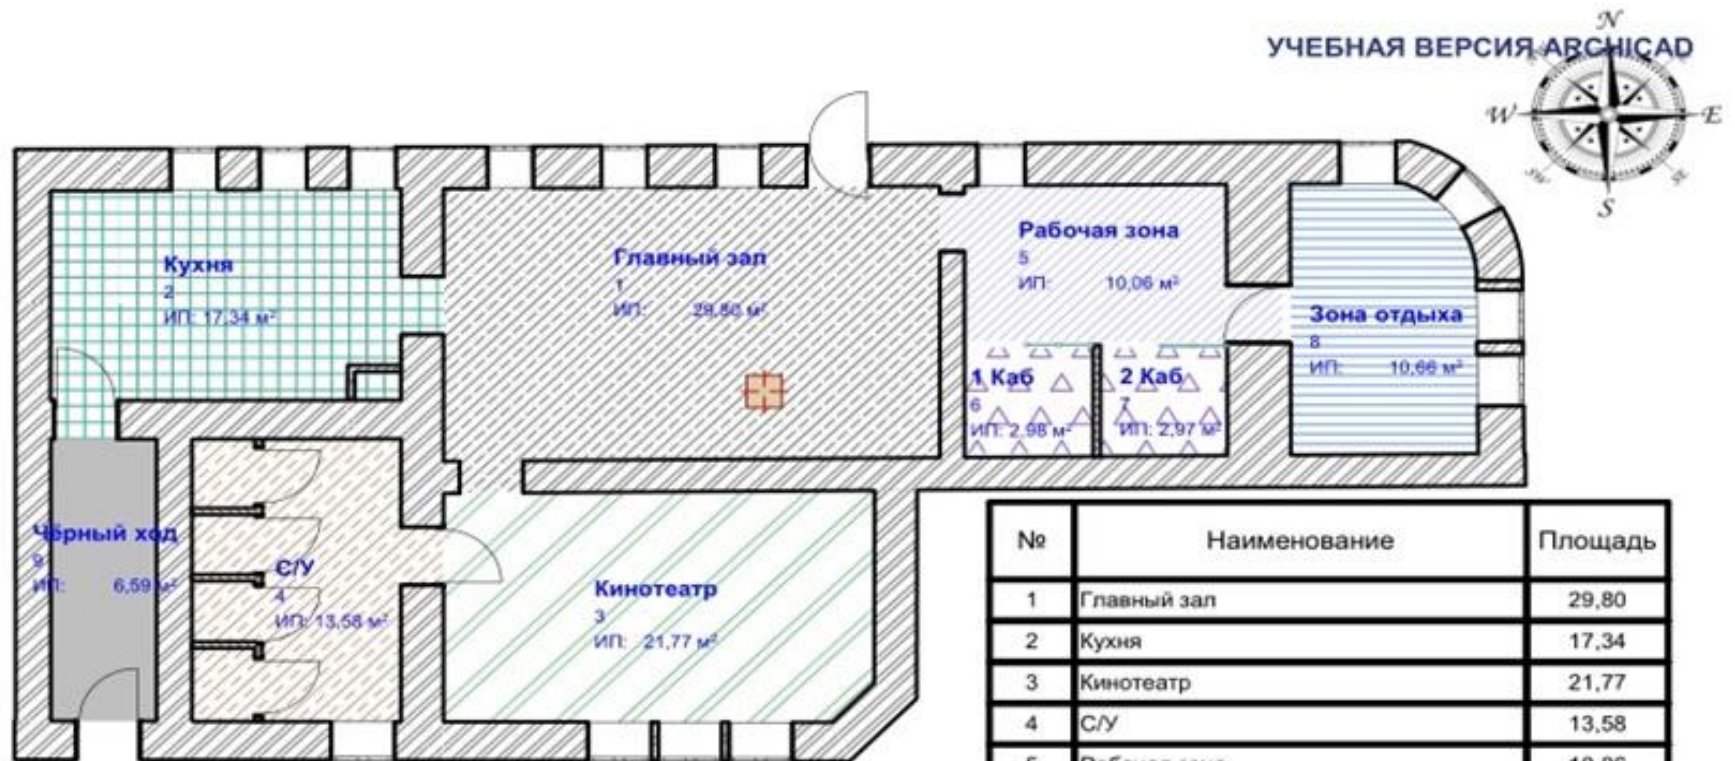 УЧЕБНАЯ ВЕРСИЯ ARCHICAD
N
W
E
SW
SE
S
Кухня
2
ИП: 17,34 м²
Главный зал
1
ИП: 29,80 м²
Рабочая зона
5
ИП: 10,06 м²
Зона отдыха
8
ИП: 10,66 м²
1 Каб
6
ИП: 2,98 м²
2 Каб
7
ИП: 2,97 м²
Чёрный ход
9
ИП: 6,59 м²
С/У
4
ИП: 13,58 м²
Кинотеатр
3
ИП: 21,77 м²
№ Наименование Площадь
1 Главный зал 29,80
2 Кухня 17,34
3 Кинотеатр 21,77
4 С/У 13,58